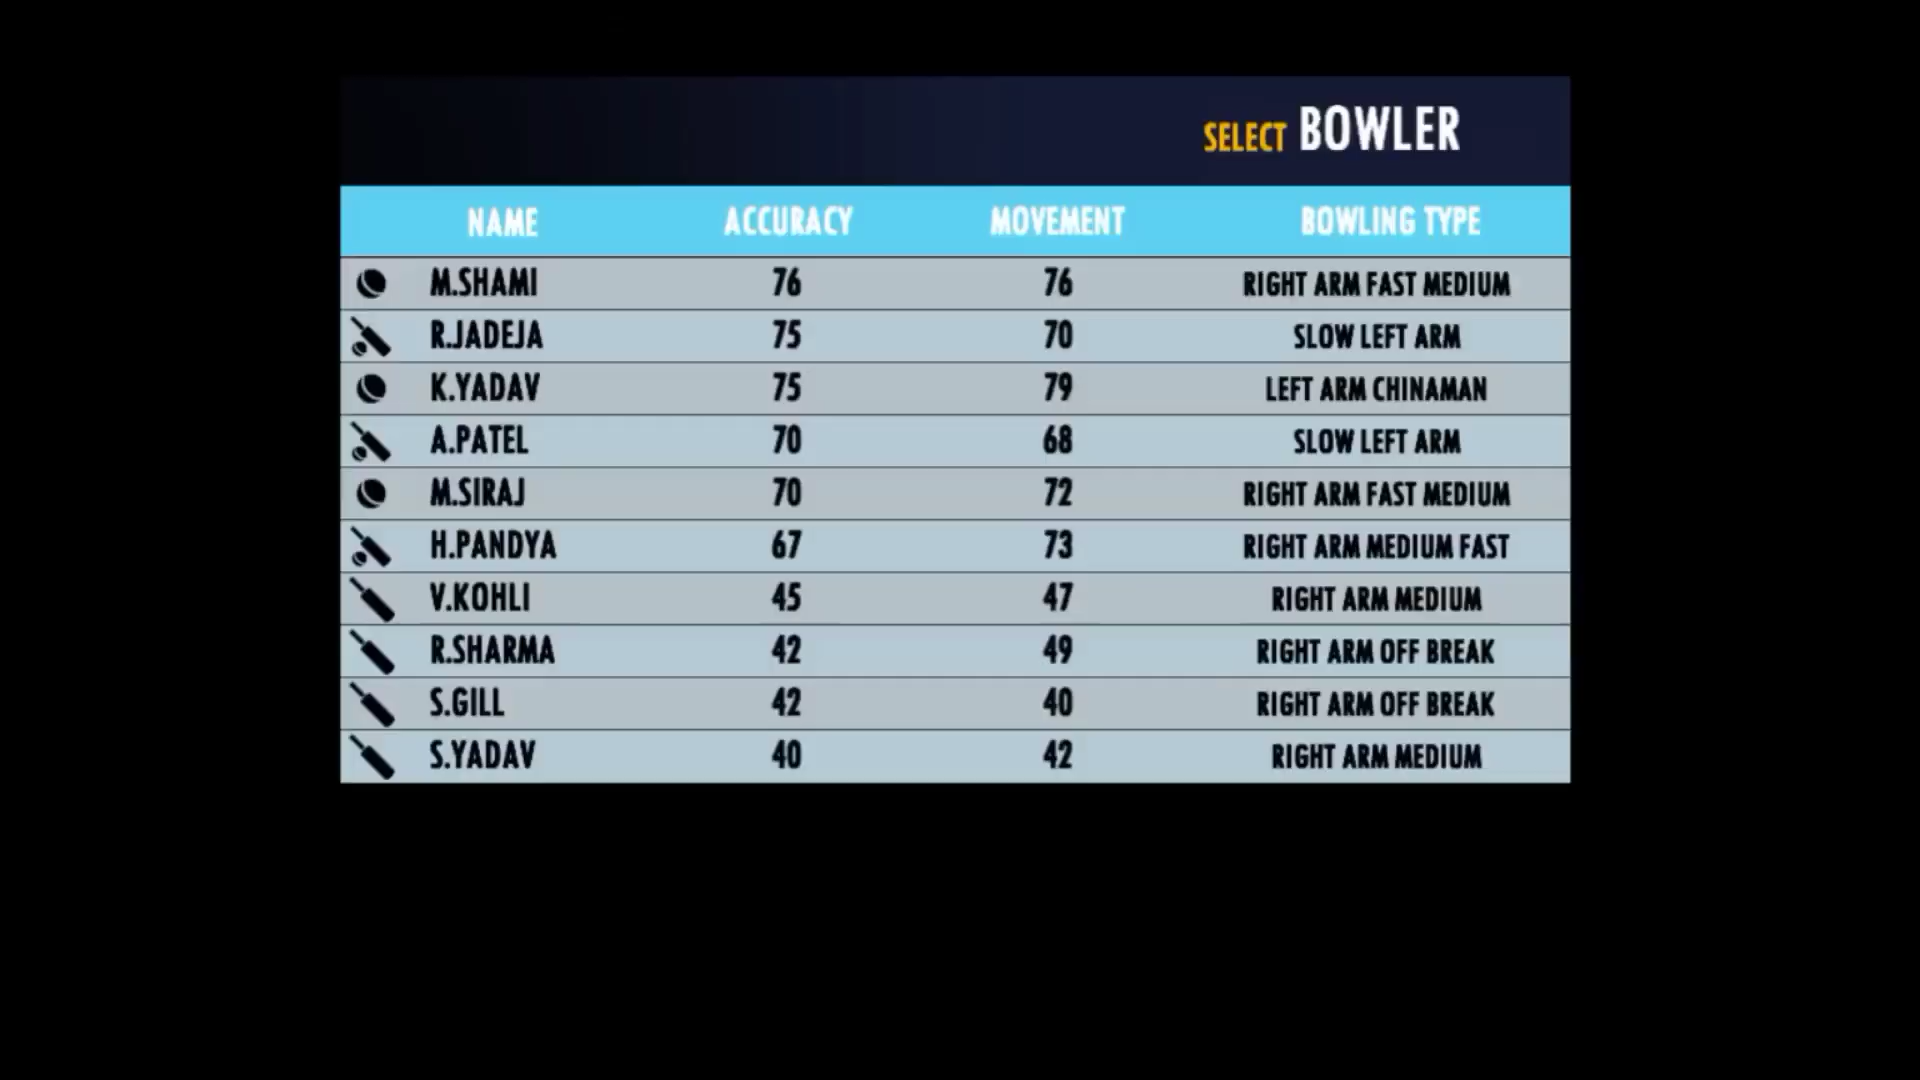 SELECT BOWLER
NAME ACCURACY MOVEMENT BOWLING TYPE
M.SHAMI 76 76 RIGHT ARM FAST MEDIUM
R.JADEJA 75 70 SLOW LEFT ARM
K.YADAV 75 79 LEFT ARM CHINAMAN
A.PATEL 70 68 SLOW LEFT ARM
M.SIRAJ 70 72 RIGHT ARM FAST MEDIUM
H.PANDYA 67 73 RIGHT ARM MEDIUM FAST
V.KOHLI 45 47 RIGHT ARM MEDIUM
R.SHARMA 42 49 RIGHT ARM OFF BREAK
S.GILL 42 40 RIGHT ARM OFF BREAK
S.YADAV 40 42 RIGHT ARM MEDIUM